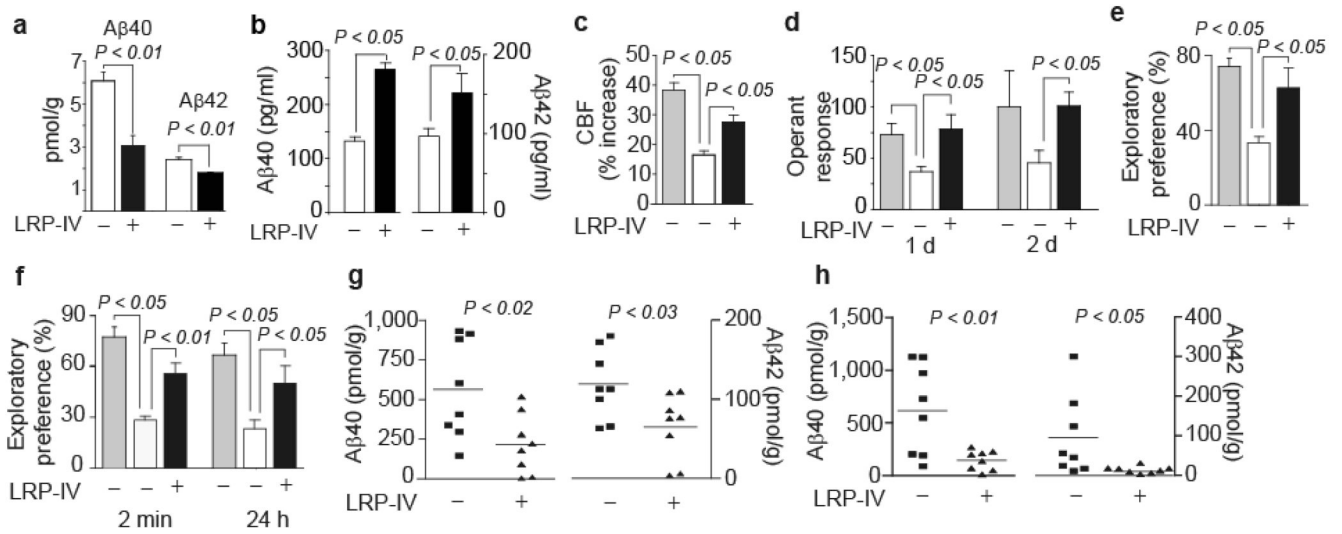 a
Aβ40
P < 0.01
Aβ42
P < 0.01
pmol/g
7
5
3
1
LRP-IV
− + − +
b
P < 0.05
P < 0.05
Aβ40 (pg/ml)
300
200
100
0
Aβ42 (pg/ml)
200
100
0
LRP-IV
− + − +
c
P < 0.05
P < 0.05
CBF
(% increase)
50
40
30
20
10
0
LRP-IV
− − +
d
P < 0.05
P < 0.05
P < 0.05
Operant
response
150
125
100
75
50
25
0
LRP-IV
− − + − − +
1 d
2 d
e
P < 0.05
P < 0.05
Exploratory
preference (%)
80
40
0
LRP-IV
− − +
f
P < 0.05
P < 0.01
P < 0.05
P < 0.05
Exploratory
preference (%)
90
60
30
0
LRP-IV
− − + − − +
2 min
24 h
g
P < 0.02
P < 0.03
Aβ40 (pmol/g)
1,000
750
500
250
0
Aβ42 (pmol/g)
200
100
0
LRP-IV
− + − +
h
P < 0.01
P < 0.05
Aβ40 (pmol/g)
1,500
1,000
500
0
Aβ42 (pmol/g)
400
300
200
100
0
LRP-IV
− + − +